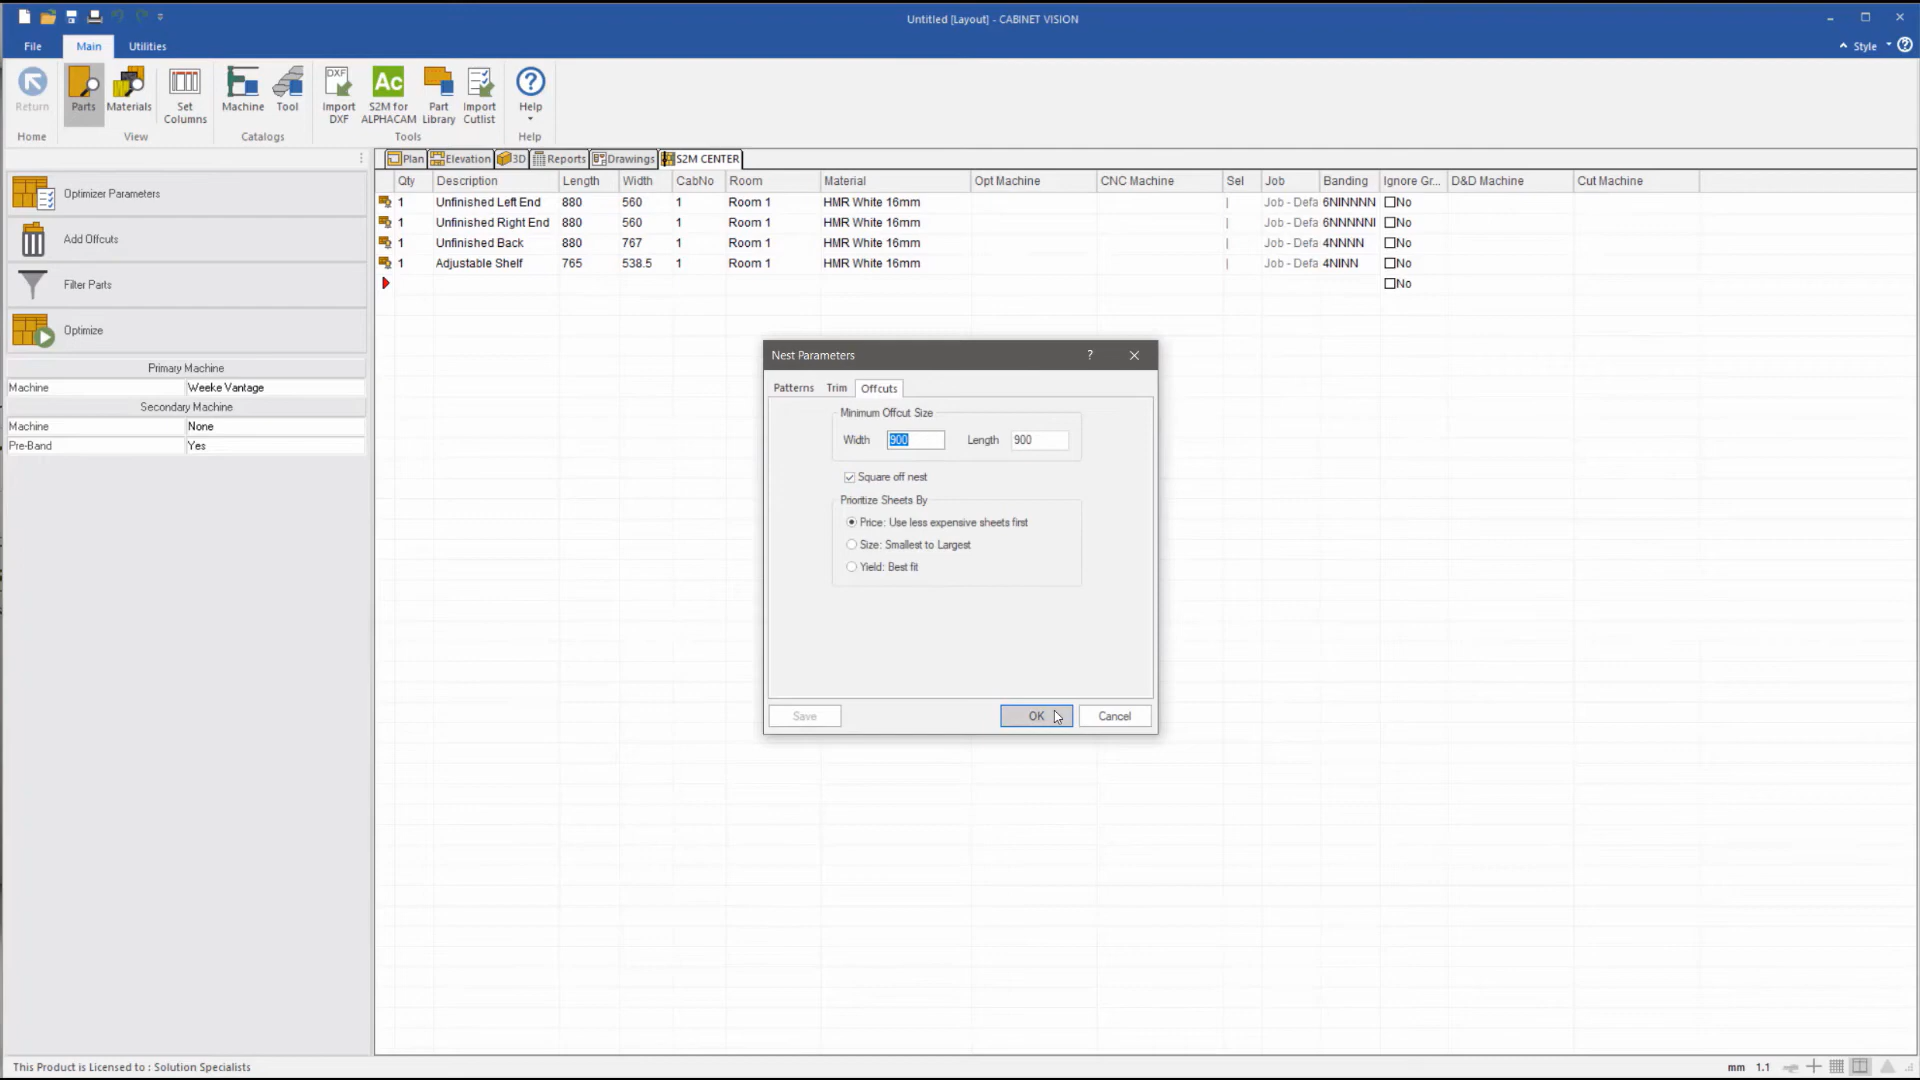 Untitled [Layout] - CABINET VISION
File Main Utilities
Style
Return
Parts
Materials
Set Columns
Machine
Tool
Import DXF
S2M for ALPHACAM
Part Library
Import Cutlist
Help
Home View Catalogs Tools Help
Plan Elevation 3D Reports Drawings S2M CENTER
Qty Description Length Width CabNo Room Material Opt Machine CNC Machine Sel Job Banding Ignore Gr... D&D Machine Cut Machine
1 Unfinished Left End 880 560 1 Room 1 HMR White 16mm | Job - Defa 6NINNNN No
1 Unfinished Right End 880 560 1 Room 1 HMR White 16mm | Job - Defa 6NNNNNI No
1 Unfinished Back 880 767 1 Room 1 HMR White 16mm | Job - Defa 4NNNN No
1 Adjustable Shelf 765 538.5 1 Room 1 HMR White 16mm | Job - Defa 4NINN No
No
Optimizer Parameters
Add Offcuts
Filter Parts
Optimize
Primary Machine
Machine Weeke Vantage
Secondary Machine
Machine None
Pre-Band Yes
Nest Parameters ?
Patterns Trim Offcuts
Minimum Offcut Size
Width 900 Length 900
Square off nest
Prioritize Sheets By
Price: Use less expensive sheets first
Size: Smallest to Largest
Yield: Best fit
Save OK Cancel
This Product is Licensed to : Solution Specialists
mm 1.1